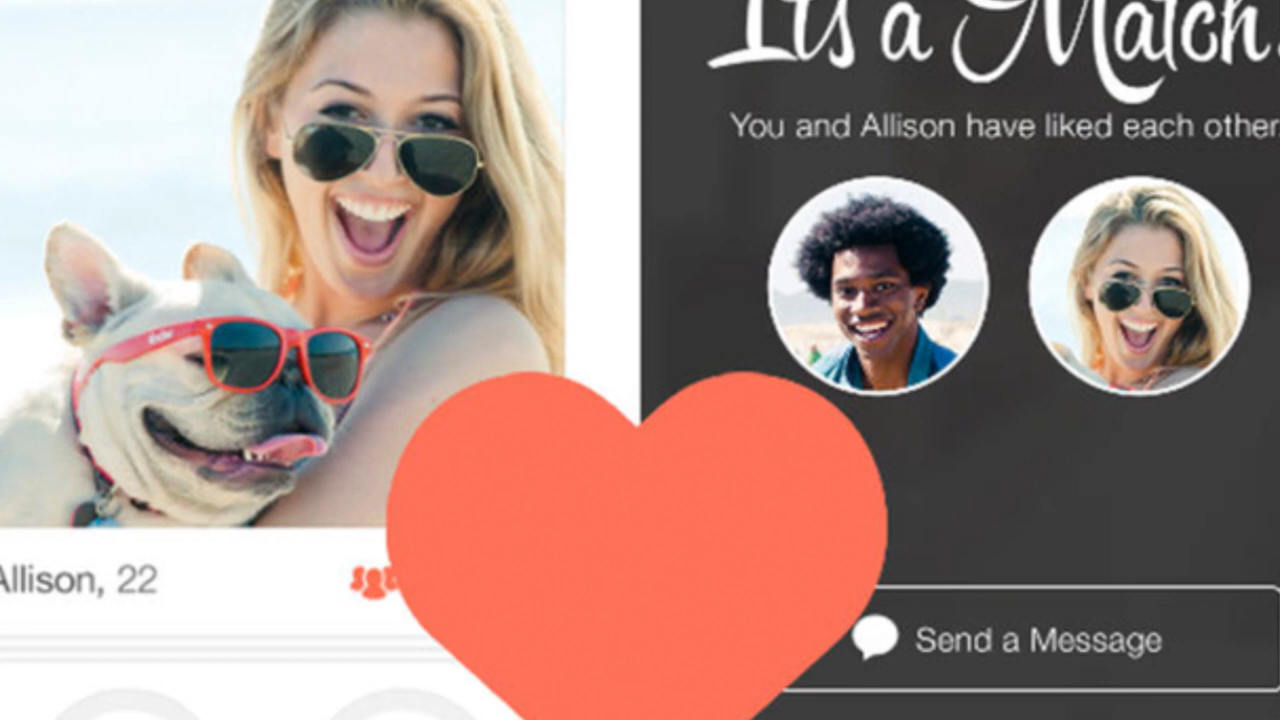 It's a Match!
You and Allison have liked each other
Allison, 22
Send a Message